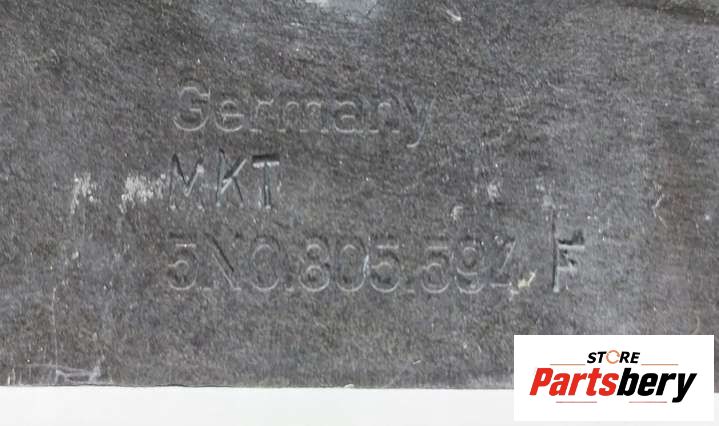 Germany
MKT
5N0.805.594 F
STORE
Partsbery